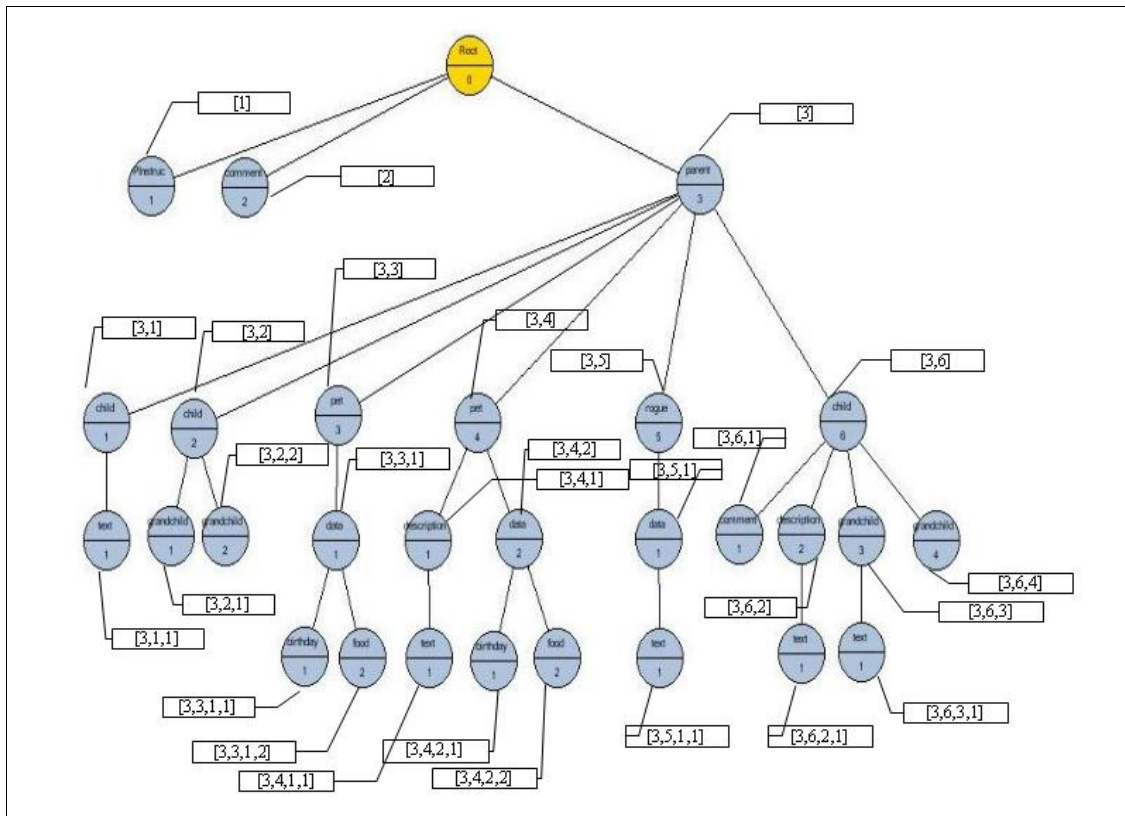 Root
0
[1]
[3]
PInstruc
1
comment
2
[2]
parent
3
[3,3]
[3,1]
[3,2]
[3,4]
[3,5]
[3,6]
child
1
child
2
pet
3
pet
4
rogue
5
child
6
[3,2,2]
[3,3,1]
[3,4,2]
[3,4,1]
[3,6,1]
[3,5,1]
text
1
grandchild
1
grandchild
2
data
1
description
1
data
2
data
1
comment
1
description
2
grandchild
3
grandchild
4
[3,2,1]
[3,6,2]
[3,6,4]
[3,6,3]
[3,1,1]
birthday
1
food
2
text
1
birthday
1
food
2
text
1
text
1
text
1
[3,3,1,1]
[3,6,3,1]
[3,3,1,2]
[3,4,2,1]
[3,5,1,1]
[3,6,2,1]
[3,4,1,1]
[3,4,2,2]